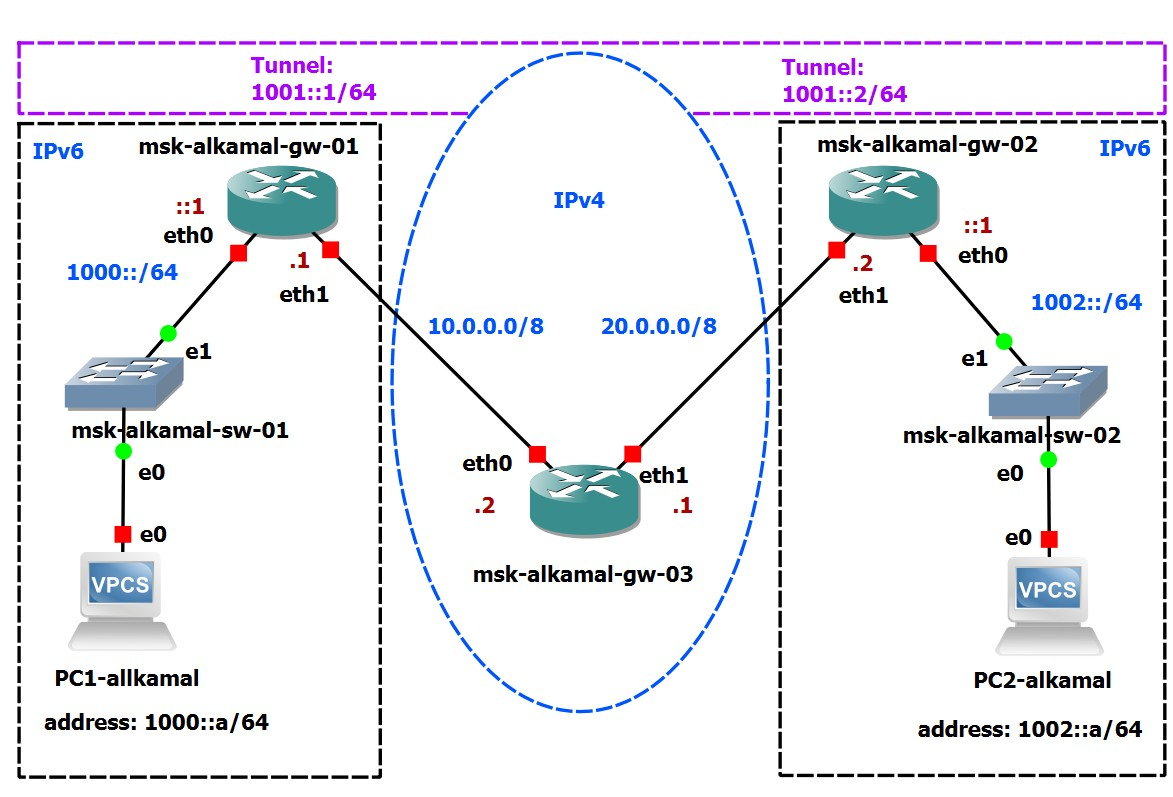 Tunnel:
1001::1/64
Tunnel:
1001::2/64
IPv6
msk-alkamal-gw-01
::1
eth0
.1
eth1
1000::/64
e1
msk-alkamal-sw-01
e0
e0
VPCS
PC1-allkamal
address: 1000::a/64
IPv4
10.0.0.0/8
20.0.0.0/8
eth0
.2
eth1
.1
msk-alkamal-gw-03
msk-alkamal-gw-02
IPv6
::1
eth0
.2
eth1
1002::/64
e1
msk-alkamal-sw-02
e0
e0
VPCS
PC2-alkamal
address: 1002::a/64